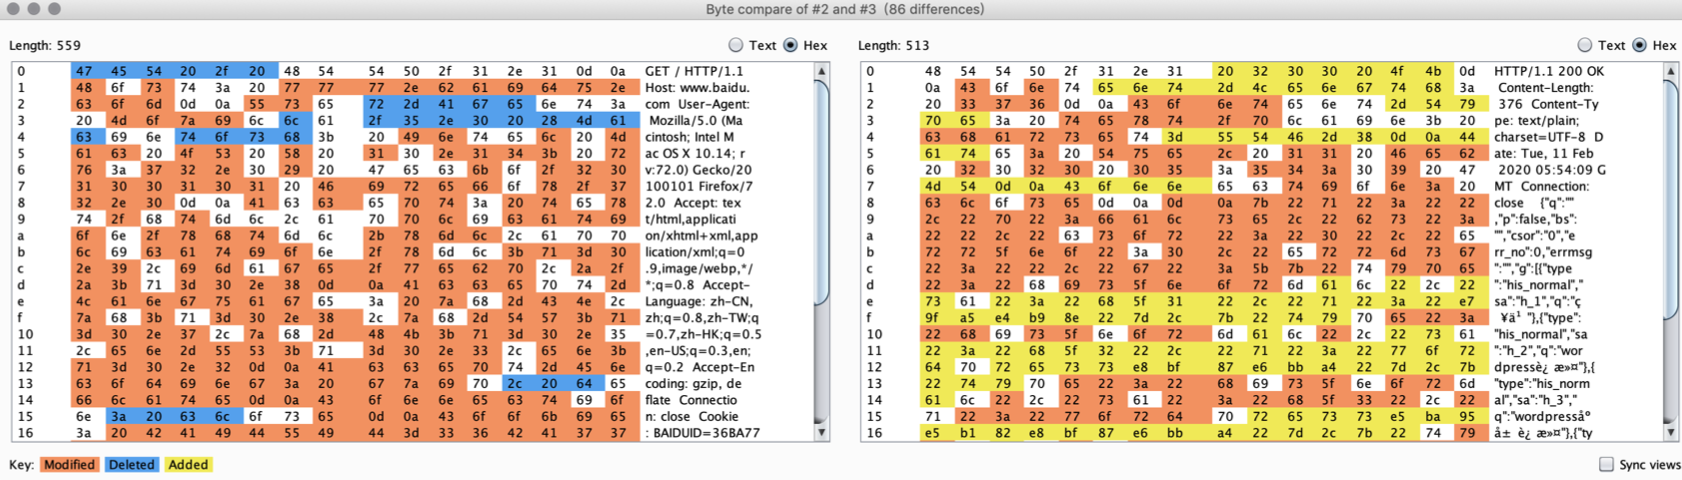 Byte compare of #2 and #3 (86 differences)
Length: 559
Text Hex
0 47 45 54 20 2f 20 48 54 54 50 2f 31 2e 31 0d 0a GET / HTTP/1.1
1 48 6f 73 74 3a 20 77 77 77 2e 62 61 69 64 75 2e Host: www.baidu.
2 63 6f 6d 0d 0a 55 73 65 72 2d 41 67 65 6e 74 3a com User-Agent:
3 20 4d 6f 7a 69 6c 6c 61 2f 35 2e 30 20 28 4d 61 Mozilla/5.0 (Ma
4 63 69 6e 74 6f 73 68 3b 20 49 6e 74 65 6c 20 4d cintosh; Intel M
5 61 63 20 4f 53 20 58 20 31 30 2e 31 34 3b 20 72 ac OS X 10.14; r
6 76 3a 37 32 2e 30 29 20 47 65 63 6b 6f 2f 32 30 v:72.0) Gecko/20
7 31 30 30 31 30 31 20 46 69 72 65 66 6f 78 2f 37 100101 Firefox/7
8 32 2e 30 0d 0a 41 63 63 65 70 74 3a 20 74 65 78 2.0 Accept: tex
9 74 2f 68 74 6d 6c 2c 61 70 70 6c 69 63 61 74 69 t/html,applicati
a 6f 6e 2f 78 68 74 6d 6c 2b 78 6d 6c 2c 61 70 70 on/xhtml+xml,app
b 6c 69 63 61 74 69 6f 6e 2f 78 6d 6c 3b 71 3d 30 lication/xml;q=0
c 2e 39 2c 69 6d 61 67 65 2f 77 65 62 70 2c 2a 2f .9,image/webp,*/
d 2a 3b 71 3d 30 2e 38 0d 0a 41 63 63 65 70 74 2d *;q=0.8 Accept-
e 4c 61 6e 67 75 61 67 65 3a 20 7a 68 2d 43 4e 2c Language: zh-CN,
f 7a 68 3b 71 3d 30 2e 38 2c 7a 68 2d 54 57 3b 71 zh;q=0.8,zh-TW;q
10 3d 30 2e 37 2c 7a 68 2d 48 4b 3b 71 3d 30 2e 35 =0.7,zh-HK;q=0.5
11 2c 65 6e 2d 55 53 3b 71 3d 30 2e 33 2c 65 6e 3b ,en-US;q=0.3,en;
12 71 3d 30 2e 32 0d 0a 41 63 63 65 70 74 2d 45 6e q=0.2 Accept-En
13 63 6f 64 69 6e 67 3a 20 67 7a 69 70 2c 20 64 65 coding: gzip, de
14 66 6c 61 74 65 0d 0a 43 6f 6e 6e 65 63 74 69 6f flate Connectio
15 6e 3a 20 63 6c 6f 73 65 0d 0a 43 6f 6f 6b 69 65 n: close Cookie
16 3a 20 42 41 49 44 55 49 44 3d 33 36 42 41 37 37 : BAIDUID=36BA77
Length: 513
Text Hex
0 48 54 54 50 2f 31 2e 31 20 32 30 30 20 4f 4b 0d HTTP/1.1 200 OK
1 0a 43 6f 6e 74 65 6e 74 2d 4c 65 6e 67 74 68 3a Content-Length:
2 20 33 37 36 0d 0a 43 6f 6e 74 65 6e 74 2d 54 79 376 Content-Ty
3 70 65 3a 20 74 65 78 74 2f 70 6c 61 69 6e 3b 20 pe: text/plain;
4 63 68 61 72 73 65 74 3d 55 54 46 2d 38 0d 0a 44 charset=UTF-8 D
5 61 74 65 3a 20 54 75 65 2c 20 31 31 20 46 65 62 ate: Tue, 11 Feb
6 20 32 30 32 30 20 30 35 3a 35 34 3a 30 39 20 47 2020 05:54:09 G
7 4d 54 0d 0a 43 6f 6e 6e 65 63 74 69 6f 6e 3a 20 MT Connection:
8 63 6c 6f 73 65 0d 0a 0d 0a 7b 22 71 22 3a 22 22 close {"q":""
9 2c 22 70 22 3a 66 61 6c 73 65 2c 22 62 73 22 3a ,"p":false,"bs":
a 22 22 2c 22 63 73 6f 72 22 3a 22 30 22 2c 22 65 "","csor":"0","e
b 72 72 5f 6e 6f 22 3a 30 2c 22 65 72 72 6d 73 67 rr_no":0,"errmsg
c 22 3a 22 22 2c 22 67 22 3a 5b 7b 22 74 79 70 65 ":"","g":[{"type
d 22 3a 22 68 69 73 5f 6e 6f 72 6d 61 6c 22 2c 22 ":"his_normal","
e 73 61 22 3a 22 68 5f 31 22 2c 22 71 22 3a 22 e7 sa":"h_1","q":"ç
f 9f a5 e4 b9 8e 22 7d 2c 7b 22 74 79 70 65 22 3a ¥ä¹ "},{"type":
10 22 68 69 73 5f 6e 6f 72 6d 61 6c 22 2c 22 73 61 "his_normal","sa
11 22 3a 22 68 5f 32 22 2c 22 71 22 3a 22 77 6f 72 ":"h_2","q":"wor
12 64 70 72 65 73 73 e8 bf 87 e6 bb a4 22 7d 2c 7b dpressè¿ æ»¤"},{
13 22 74 79 70 65 22 3a 22 68 69 73 5f 6e 6f 72 6d "type":"his_norm
14 61 6c 22 2c 22 73 61 22 3a 22 68 5f 33 22 2c 22 al","sa":"h_3","
15 71 22 3a 22 77 6f 72 64 70 72 65 73 73 e5 ba 95 q":"wordpresså°
16 e5 b1 82 e8 bf 87 e6 bb a4 22 7d 2c 7b 22 74 79 å± è¿ æ»¤"},{"ty
Key: Modified Deleted Added
Sync views